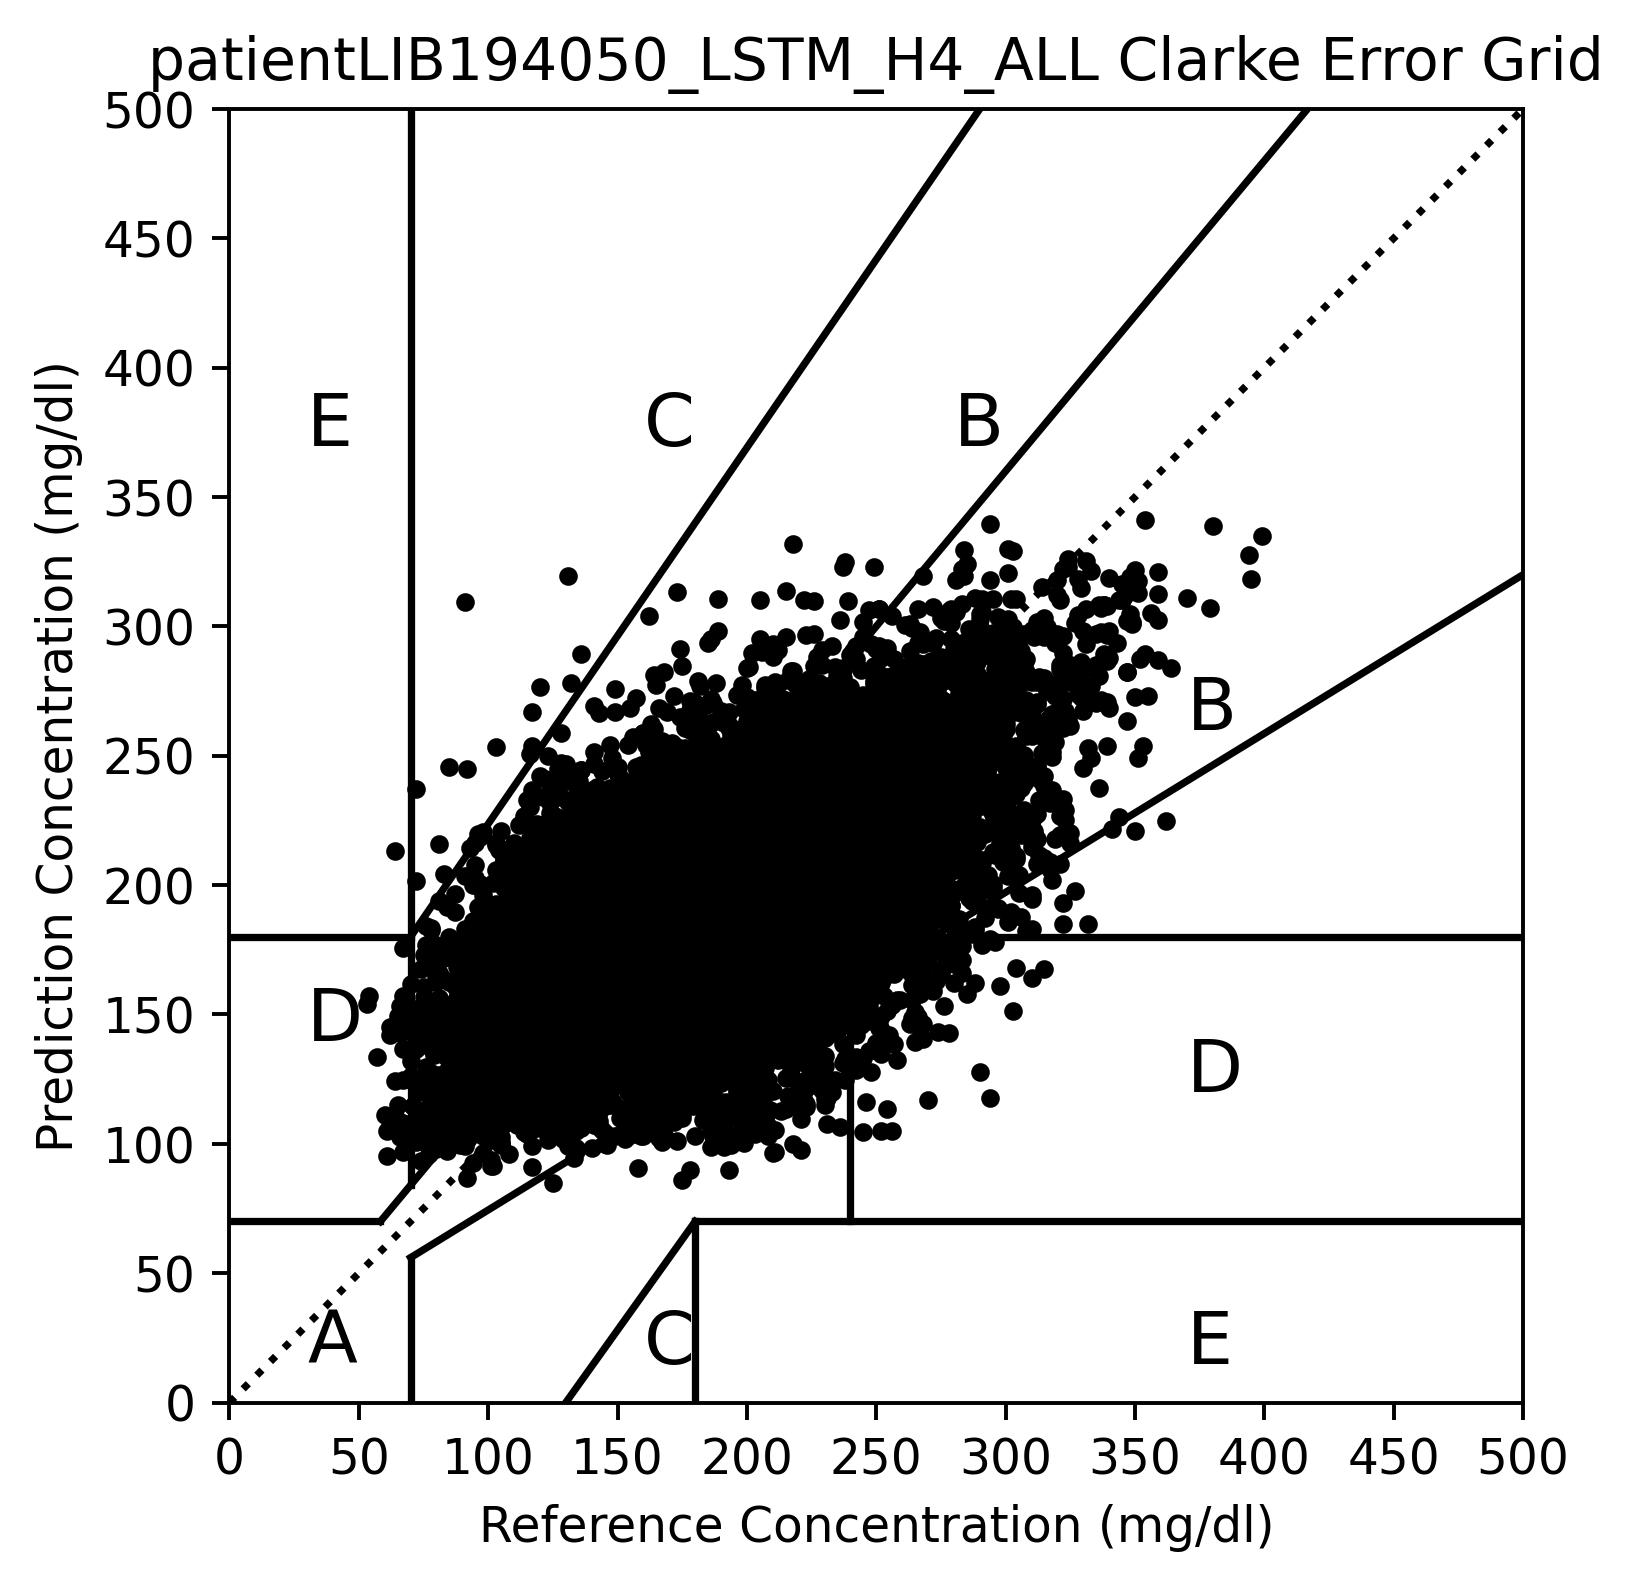 patientLIB194050_LSTM_H4_ALL Clarke Error Grid
500
450
400
350
300
250
200
150
100
50
0
Prediction Concentration (mg/dl)
E
C
B
B
D
D
A
C
E
0 50 100 150 200 250 300 350 400 450 500
Reference Concentration (mg/dl)